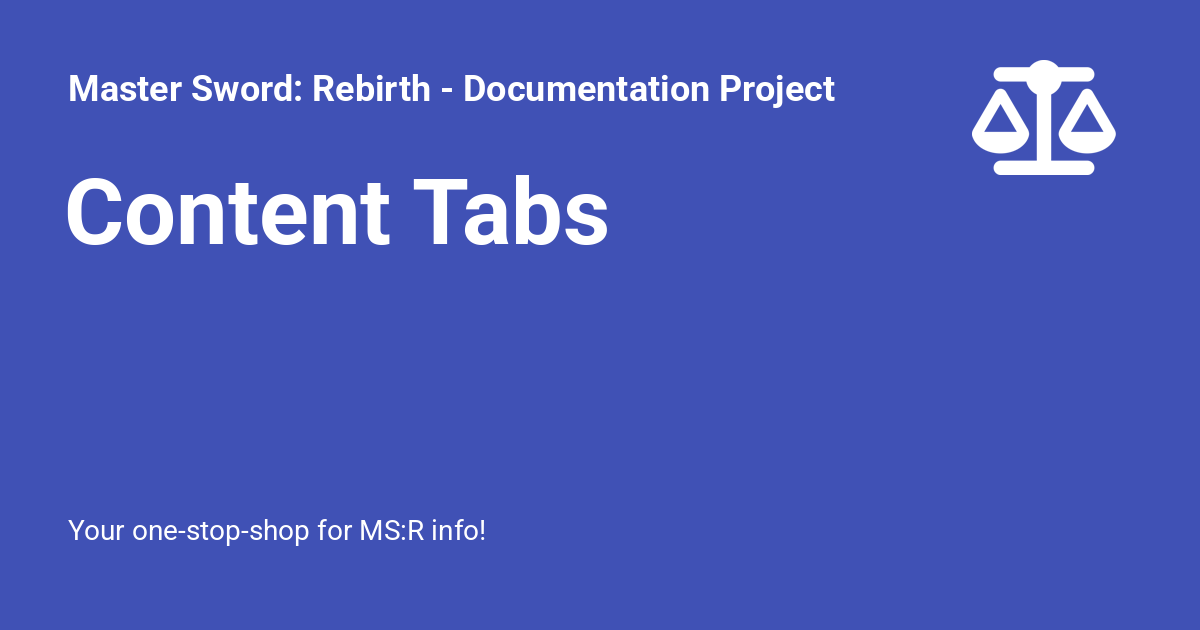 Master Sword: Rebirth - Documentation Project
Content Tabs
Your one-stop-shop for MS:R info!